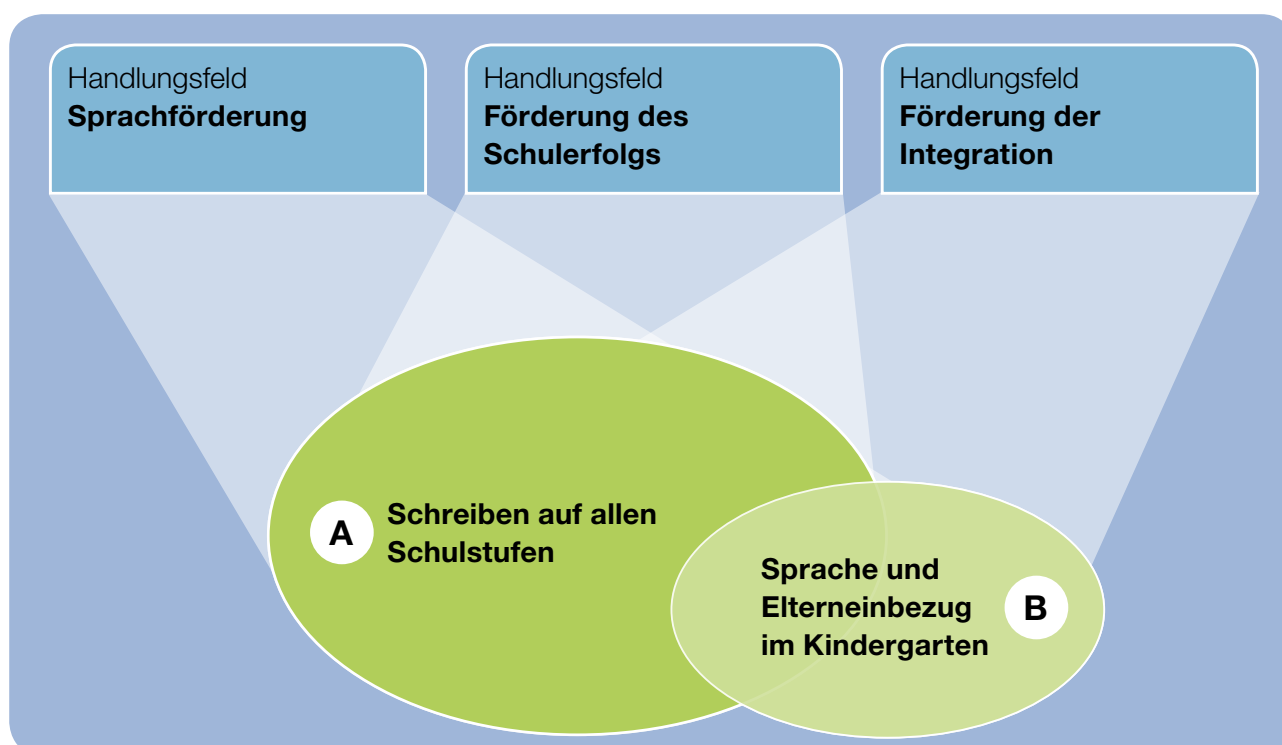 Handlungsfeld
Sprachförderung
Handlungsfeld
Förderung des
Schulerfolgs
Handlungsfeld
Förderung der
Integration
A
Schreiben auf allen
Schulstufen
Sprache und
Elterneinbezug
im Kindergarten
B